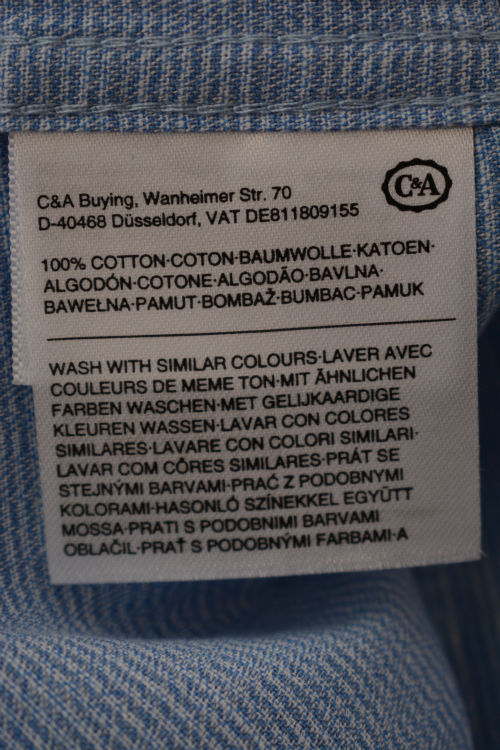 C&A
C&A Buying, Wanheimer Str. 70
D-40468 Düsseldorf, VAT DE811809155
100% COTTON·COTON·BAUMWOLLE·KATOEN·
ALGODÓN·COTONE·ALGODÃO·BAVLNA·
BAWEŁNA·PAMUT·BOMBAŽ·BUMBAC·PAMUK
WASH WITH SIMILAR COLOURS·LAVER AVEC
COULEURS DE MEME TON·MIT ÄHNLICHEN
FARBEN WASCHEN·MET GELIJKAARDIGE
KLEUREN WASSEN·LAVAR CON COLORES
SIMILARES·LAVARE CON COLORI SIMILARI·
LAVAR COM CÔRES SIMILARES·PRÁT SE
STEJNÝMI BARVAMI·PRAĆ Z PODOBNYMI
KOLORAMI·HASONLÓ SZÍNEKKEL EGYÜTT
MOSSA·PRATI S PODOBNIMI BARVAMI
OBLAČIL·PRAŤ S PODOBNÝMI FARBAMI·A